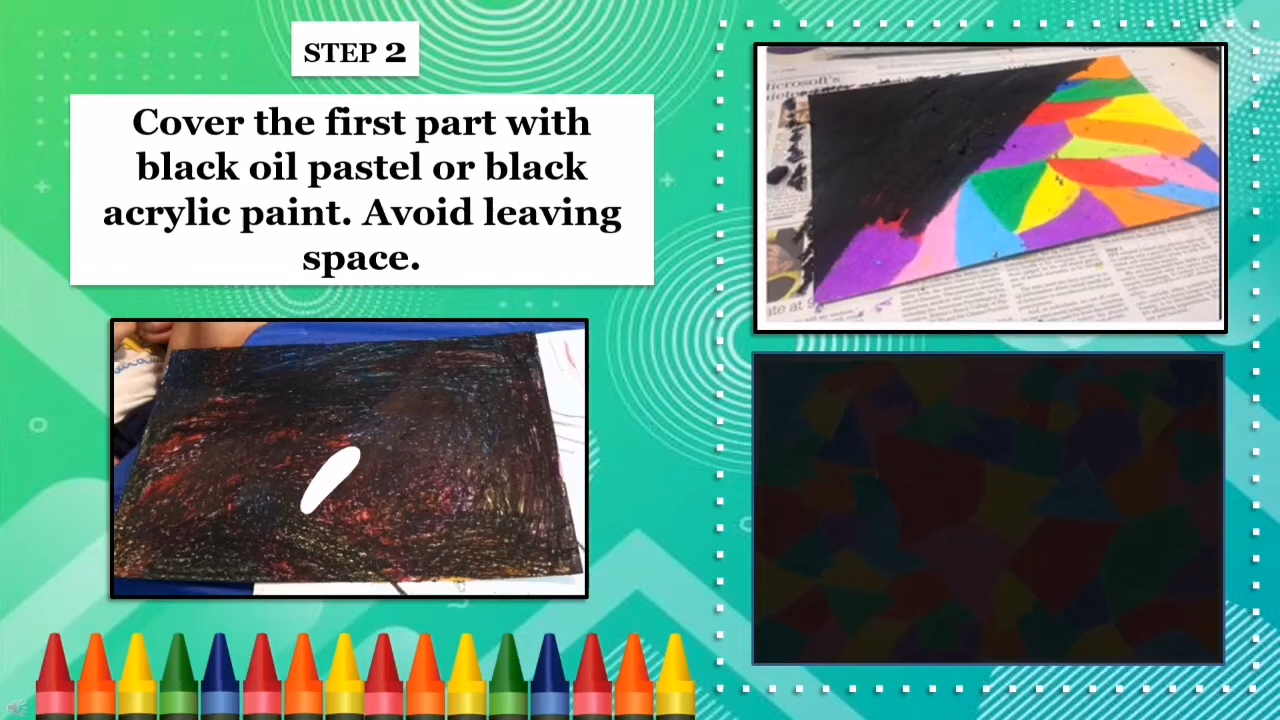 STEP 2
Cover the first part with
black oil pastel or black
acrylic paint. Avoid leaving
space.